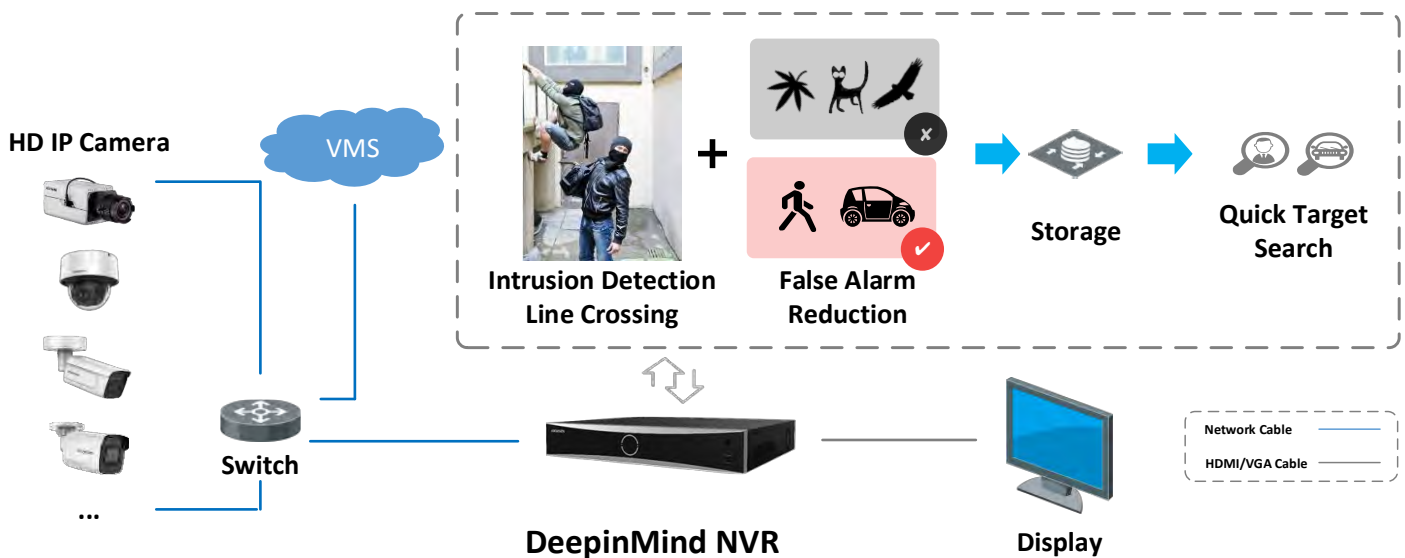 HD IP Camera
VMS
Intrusion Detection
Line Crossing
+
False Alarm
Reduction
Storage
Quick Target
Search
Switch
...
DeepinMind NVR
Display
Network Cable
HDMI/VGA Cable